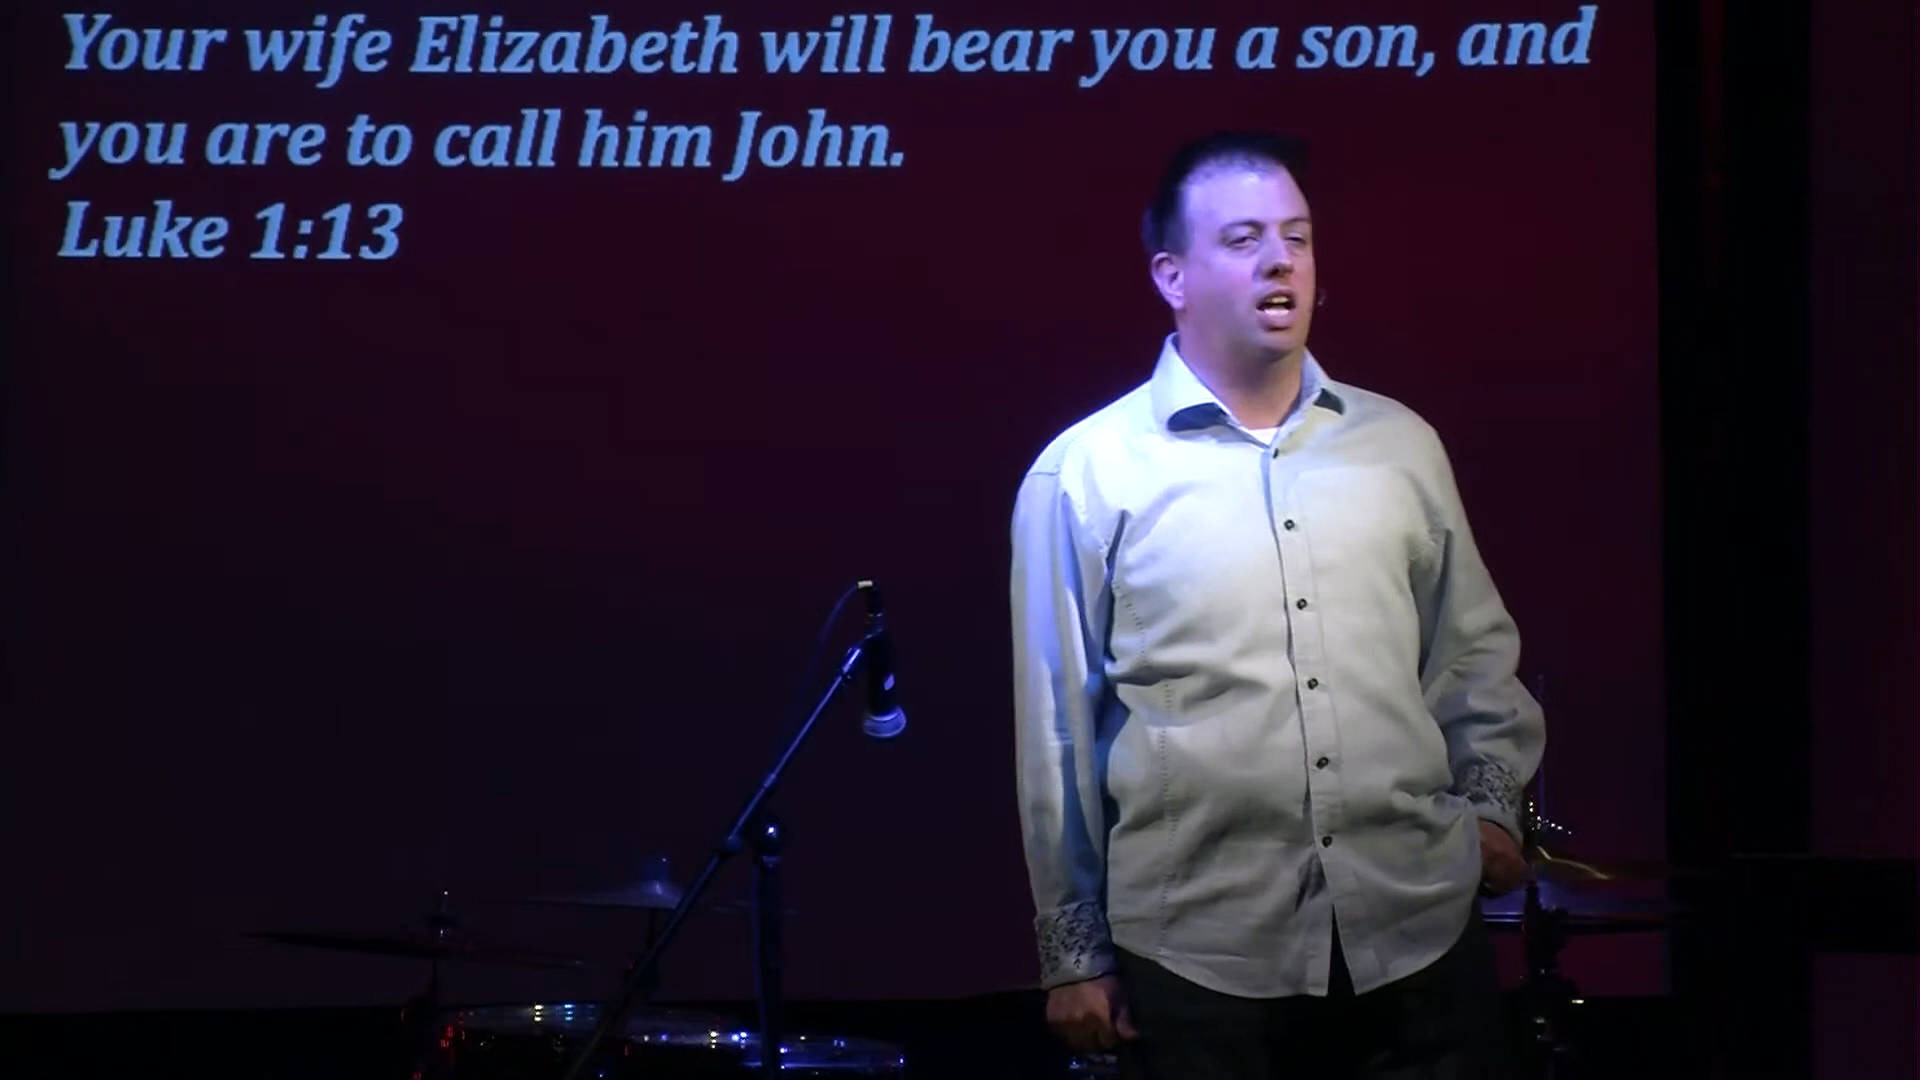 Your wife Elizabeth will bear you a son, and
you are to call him John.
Luke 1:13